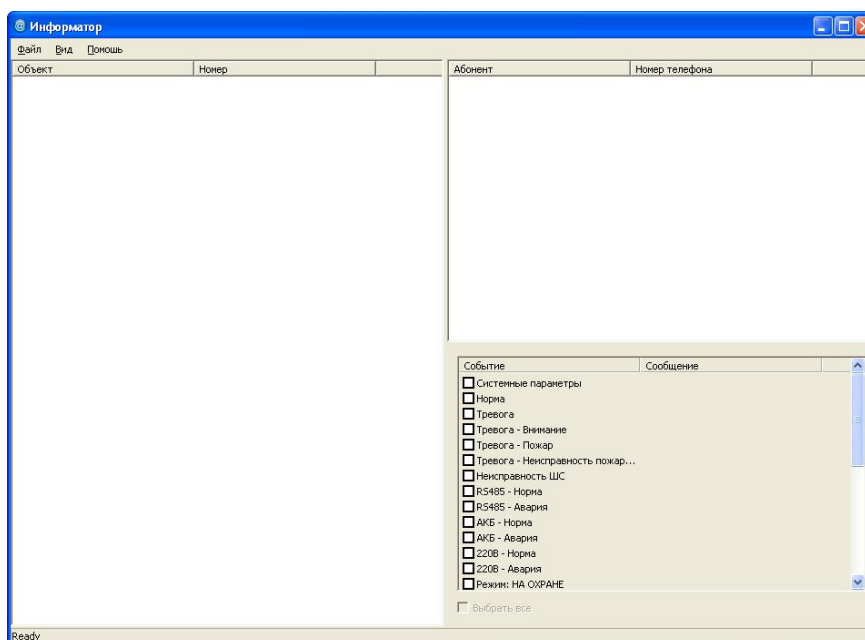 Информатор
Файл Вид Помошь
Объект Номер
Абонент Номер телефона
Событие Сообщение
Системные параметры
Норма
Тревога
Тревога - Внимание
Тревога - Пожар
Тревога - Неисправность пожар...
Неисправность ШС
RS485 - Норма
RS485 - Авария
АКБ - Норма
АКБ - Авария
220В - Норма
220В - Авария
Режим: НА ОХРАНЕ
Выбрать все
Ready